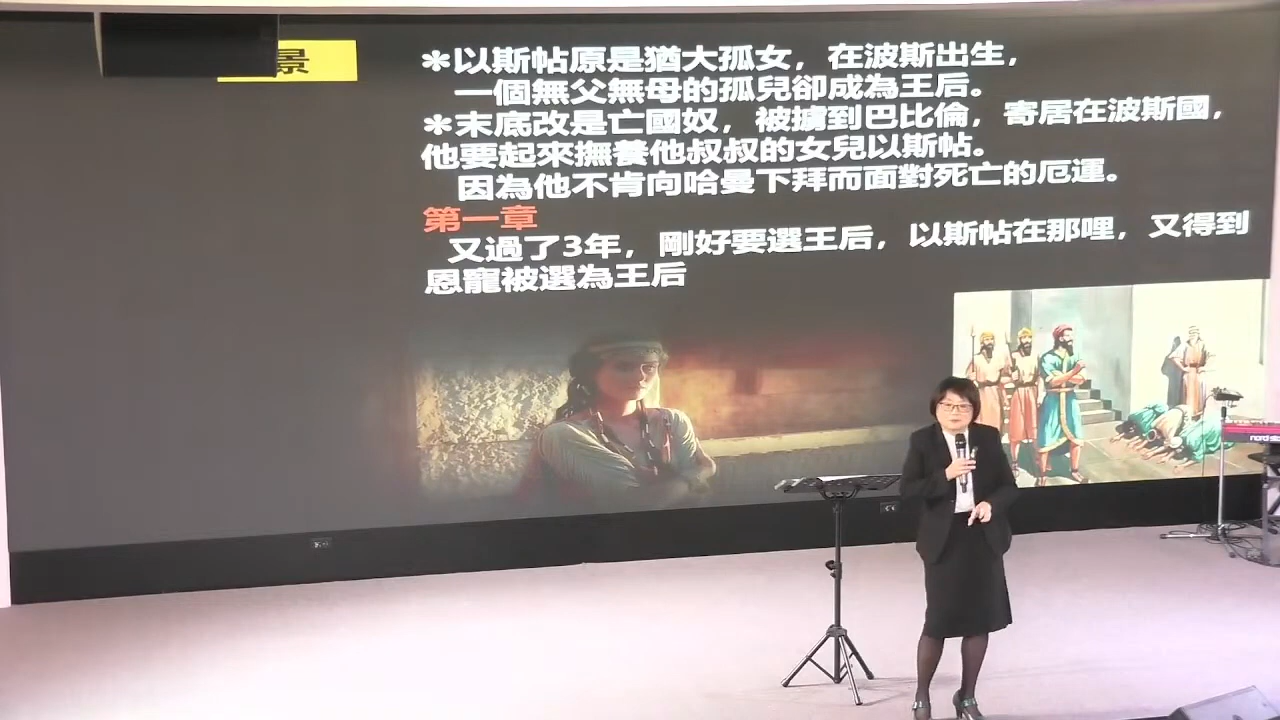 景
＊以斯帖原是猶大孤女，在波斯出生，
一個無父無母的孤兒卻成為王后。
＊末底改是亡國奴，被擄到巴比倫，寄居在波斯國，
他要起來撫養他叔叔的女兒以斯帖。
因為他不肯向哈曼下拜而面對死亡的厄運。
第一章
又過了3年，剛好要選王后，以斯帖在那哩，又得到
恩寵被選為王后
nord